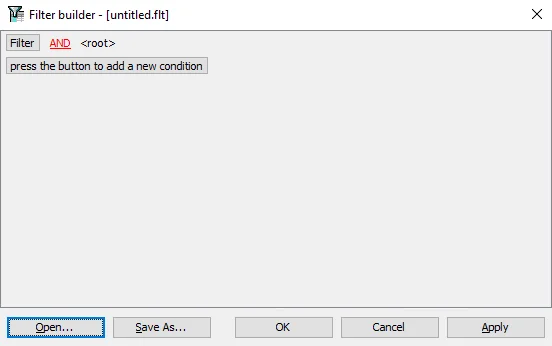 Filter builder - [untitled.flt]
Filter AND <root>
press the button to add a new condition
Open... Save As... OK Cancel Apply